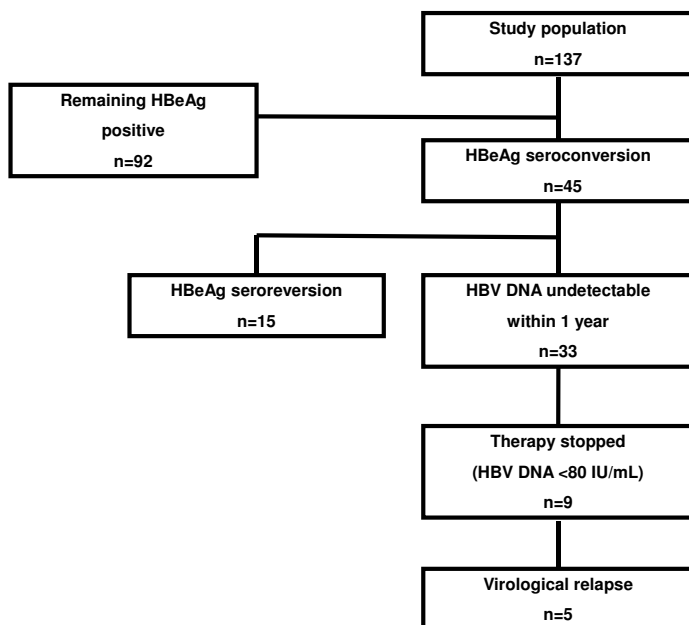 Study population
n=137
Remaining HBeAg
positive
n=92
HBeAg seroconversion
n=45
HBeAg seroreversion
n=15
HBV DNA undetectable
within 1 year
n=33
Therapy stopped
(HBV DNA <80 IU/mL)
n=9
Virological relapse
n=5